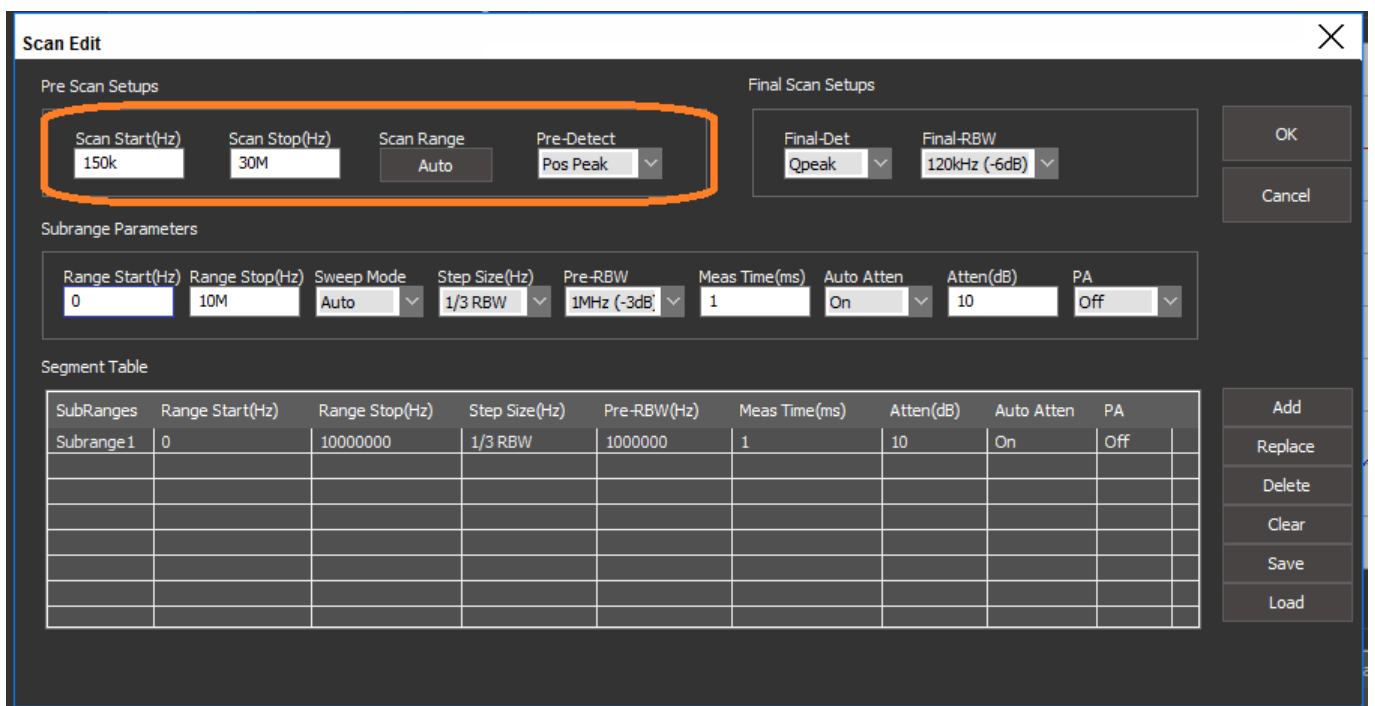 Scan Edit
Pre Scan Setups
Scan Start(Hz) Scan Stop(Hz) Scan Range Pre-Detect
150k 30M Auto Pos Peak
Final Scan Setups
Final-Det Final-RBW
Qpeak 120kHz (-6dB)
OK
Cancel
Subrange Parameters
Range Start(Hz) Range Stop(Hz) Sweep Mode Step Size(Hz) Pre-RBW Meas Time(ms) Auto Atten Atten(dB) PA
0 10M Auto 1/3 RBW 1MHz (-3dB) 1 On 10 Off
Segment Table
SubRanges Range Start(Hz) Range Stop(Hz) Step Size(Hz) Pre-RBW(Hz) Meas Time(ms) Atten(dB) Auto Atten PA
Subrange1 0 10000000 1/3 RBW 1000000 1 10 On Off
Add
Replace
Delete
Clear
Save
Load